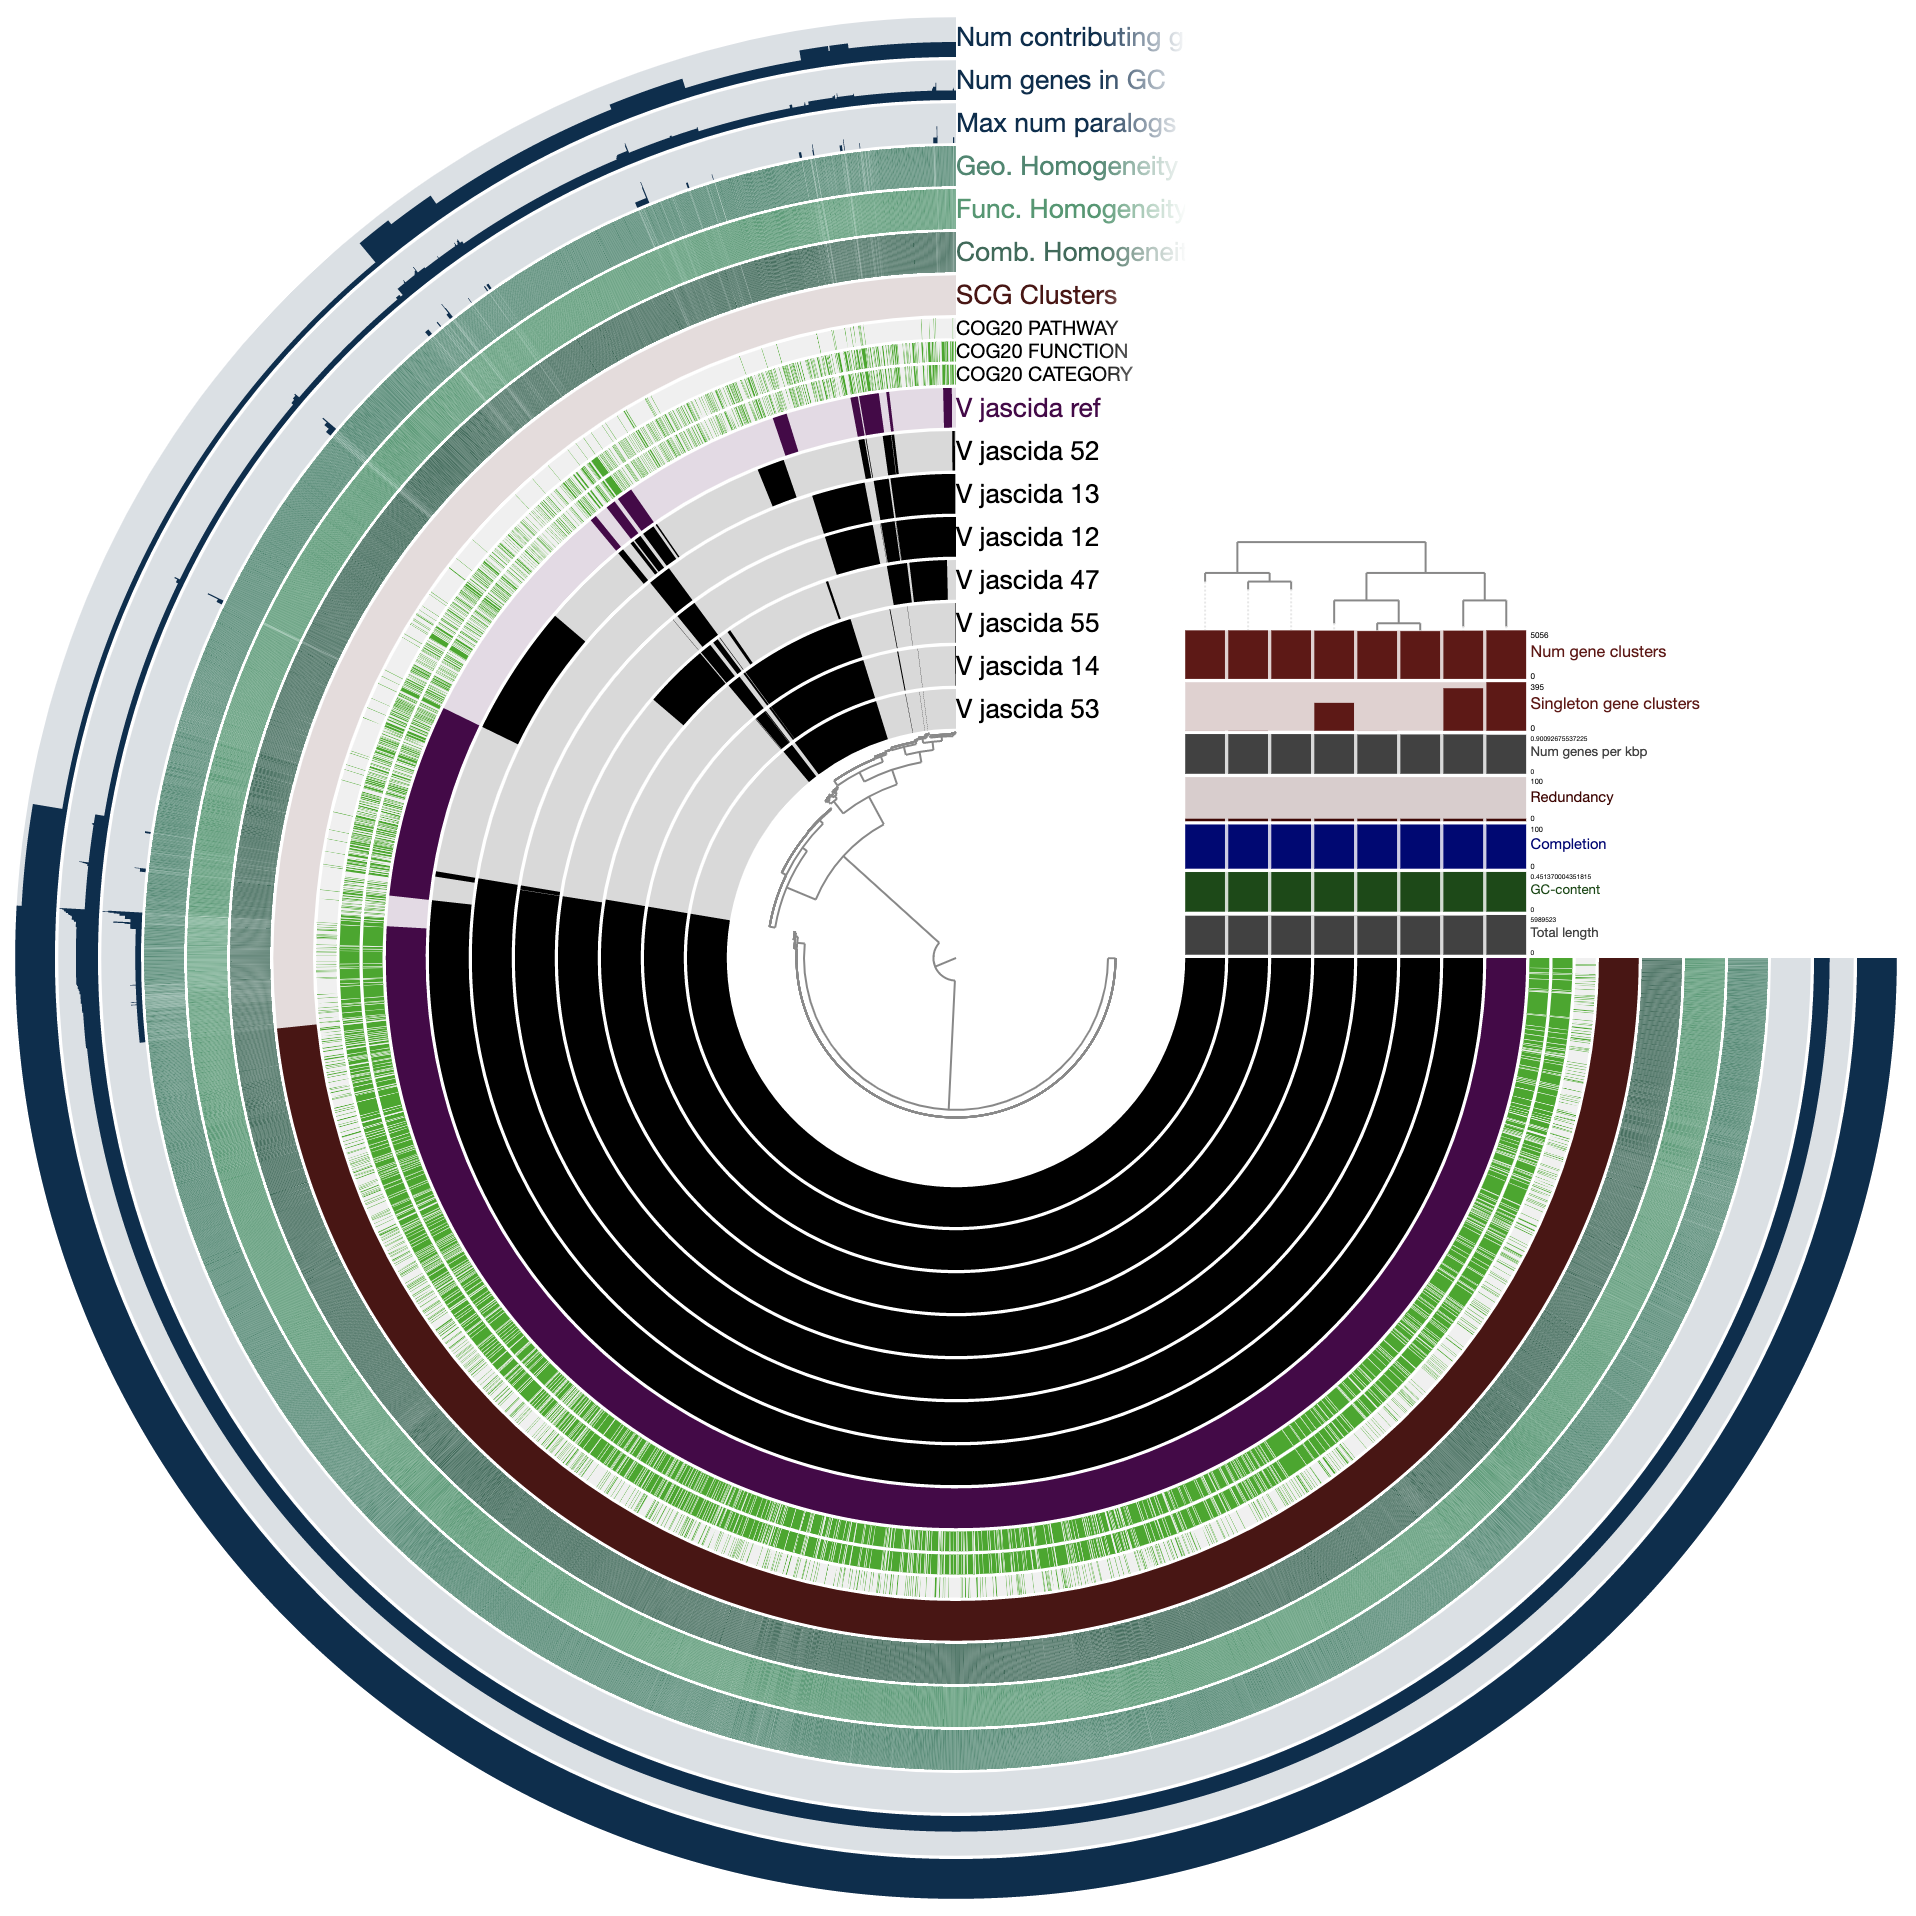 Num contributing g
Num genes in GC
Max num paralogs
Geo. Homogeneity
Func. Homogeneity
Comb. Homogenei
SCG Clusters
COG20 PATHWAY
COG20 FUNCTION
COG20 CATEGORY
V jascida ref
V jascida 52
V jascida 13
V jascida 12
V jascida 47
V jascida 55
V jascida 14
V jascida 53
5056
Num gene clusters
0
395
Singleton gene clusters
0
0.90092675537225
Num genes per kbp
0
100
Redundancy
0
100
Completion
0
0.451370004351815
GC-content
0
5989523
Total length
0